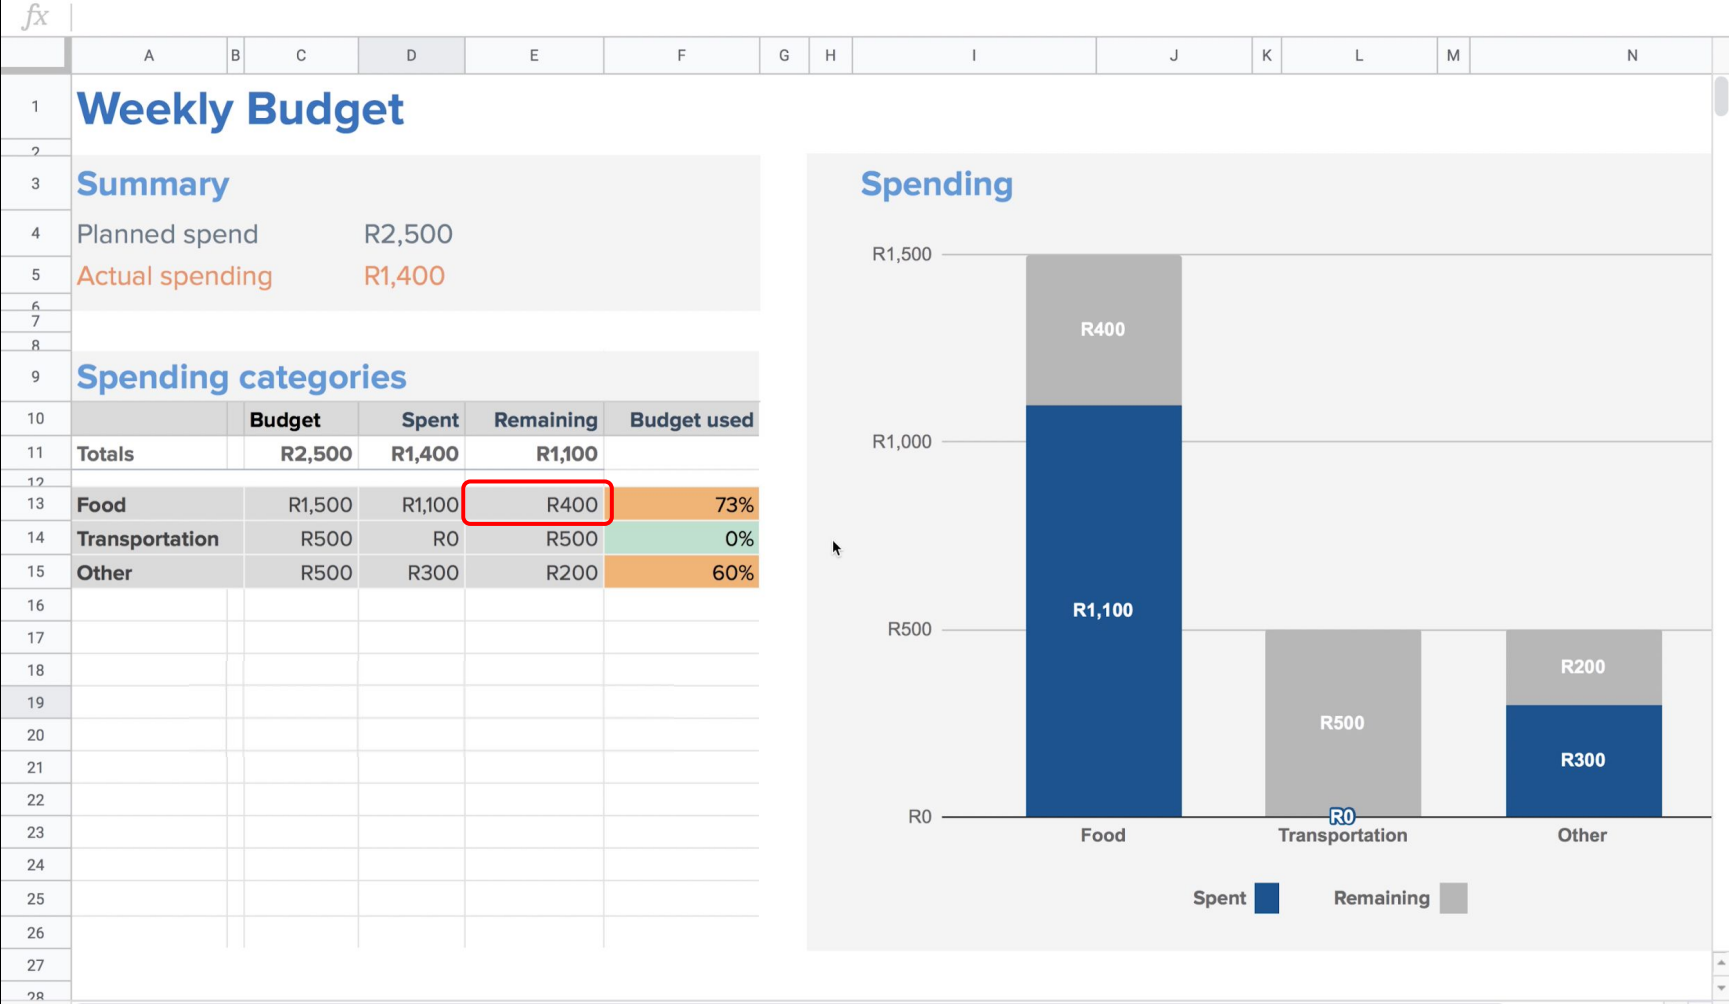 fx
A B C D E F G H I J K L M N
1 Weekly Budget
2
3 Summary
4 Planned spend R2,500
5 Actual spending R1,400
6
7
8
9 Spending categories
10 Budget Spent Remaining Budget used
11 Totals R2,500 R1,400 R1,100
12
13 Food R1,500 R1,100 R400 73%
14 Transportation R500 R0 R500 0%
15 Other R500 R300 R200 60%
16
17
18
19
20
21
22
23
24
25
26
27
28
Spending
R1,500
R400
R1,000
R1,100
R500
R200
R500
R300
R0
R0
Food Transportation Other
Spent Remaining